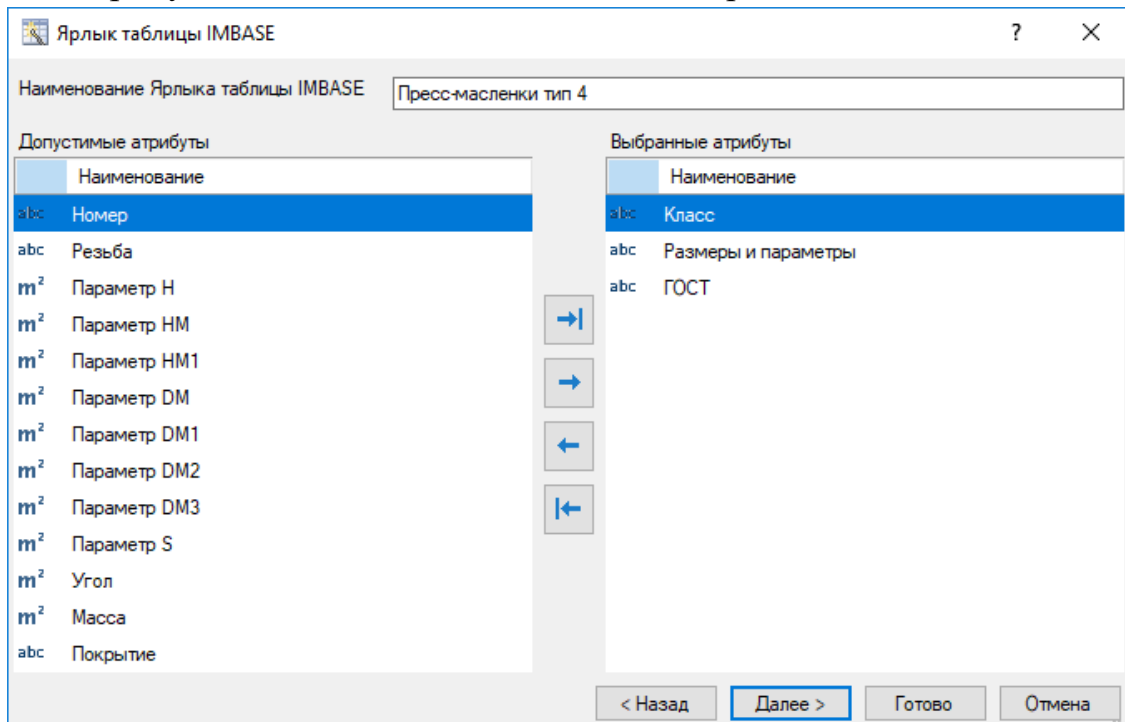 Ярлык таблицы IMBASE ?
Наименование Ярлыка таблицы IMBASE Пресс-масленки тип 4
Допустимые атрибуты
Наименование
abc Номер
abc Резьба
m² Параметр H
m² Параметр HM
m² Параметр HM1
m² Параметр DM
m² Параметр DM1
m² Параметр DM2
m² Параметр DM3
m² Параметр S
m² Угол
m² Масса
abc Покрытие
Выбранные атрибуты
Наименование
abc Класс
abc Размеры и параметры
abc ГОСТ
< Назад Далее > Готово Отмена